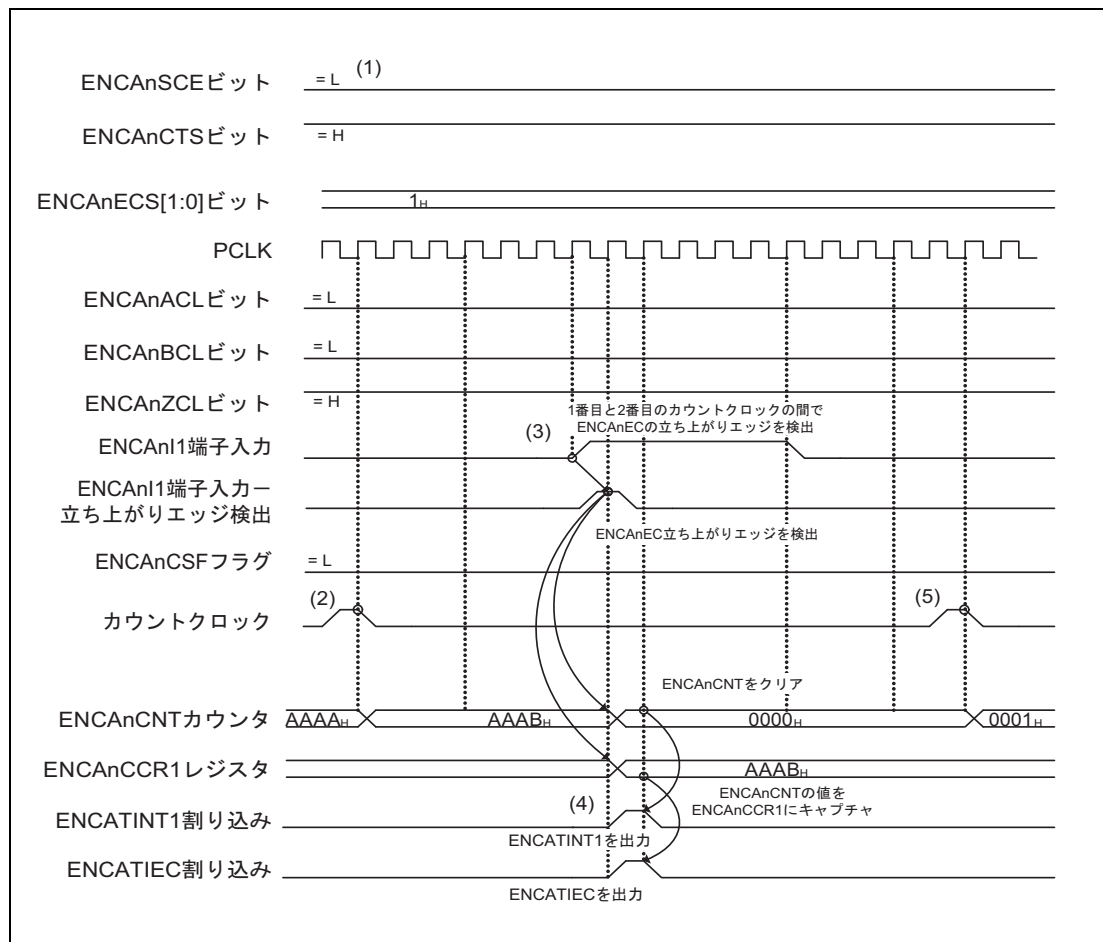 ENCAnSCEビット = L (1)
ENCAnCTSビット = H
ENCAnECS[1:0]ビット 1H
PCLK
ENCAnACLビット = L
ENCAnBCLビット = L
ENCAnZCLビット = H
1番目と2番目のカウントクロックの間で
ENCAnECの立ち上がりエッジを検出
ENCAnI1端子入力 (3)
ENCAnI1端子入力ー
立ち上がりエッジ検出
ENCAnEC立ち上がりエッジを検出
ENCAnCSFフラグ = L
カウントクロック (2) (5)
ENCAnCNTをクリア
ENCAnCNTカウンタ AAAAH AAABH 0000H 0001H
ENCAnCCR1レジスタ AAABH
ENCAnCNTの値を
ENCAnCCR1にキャプチャ
ENCATINT1割り込み (4)
ENCATINT1を出力
ENCATIEC割り込み
ENCATIECを出力